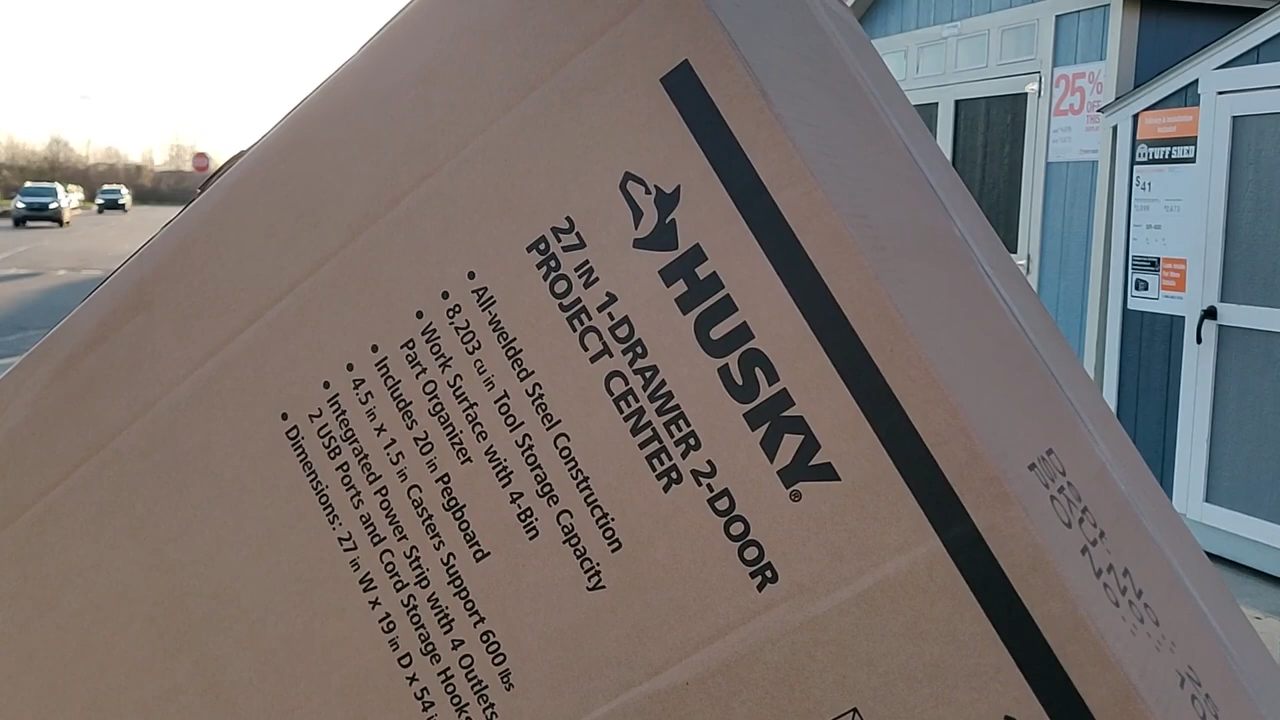 HUSKY®
27 IN 1-DRAWER 2-DOOR
PROJECT CENTER
• All-welded Steel Construction
• 8,203 cu in Tool Storage Capacity
• Work Surface with 4-Bin
Part Organizer
• Includes 20 in Pegboard
• 4.5 in x 1.5 in Casters Support 600 lbs
• Integrated Power Strip with 4 Outlets
2 USB Ports and Cord Storage Hooks
• Dimensions: 27 in W x 19 in D x 54 i
25%
OFF
TUFF SHED
$41